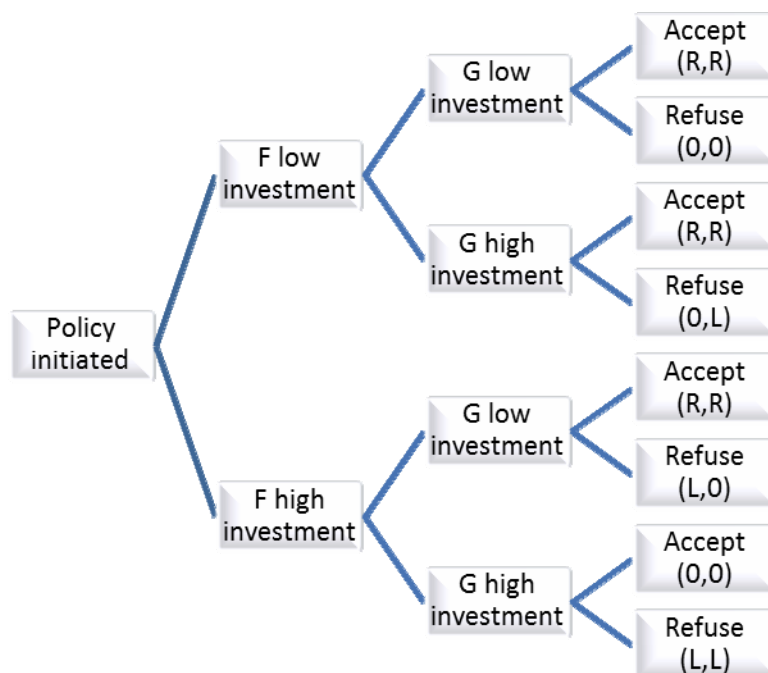 Policy
initiated
F low
investment
G low
investment
Accept
(R,R)
Refuse
(0,0)
G high
investment
Accept
(R,R)
Refuse
(0,L)
F high
investment
G low
investment
Accept
(R,R)
Refuse
(L,0)
G high
investment
Accept
(0,0)
Refuse
(L,L)